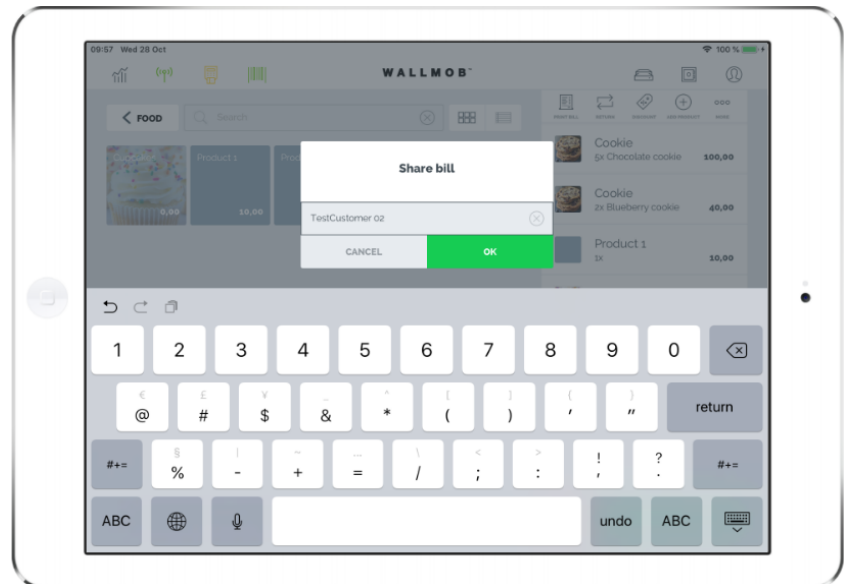 09:57 Wed 28 Oct
100 %
WALLMOB
FOOD
Search
PRINT BILL RETURN DISCOUNT ADD PRODUCT MORE
Cupcake
Product 1
0,00
10,00
Share bill
TestCustomer 02
CANCEL
OK
Cookie
5x Chocolate cookie 100,00
Cookie
2x Blueberry cookie 40,00
Product 1
1x 10,00
1 2 3 4 5 6 7 8 9 0
€ £ ¥ _ ^ [ ] { }
@ # $ & * ( ) ' " return
§ | ~ … \ < > ! ?
#+= % - + = / ; : , . #+=
ABC undo ABC